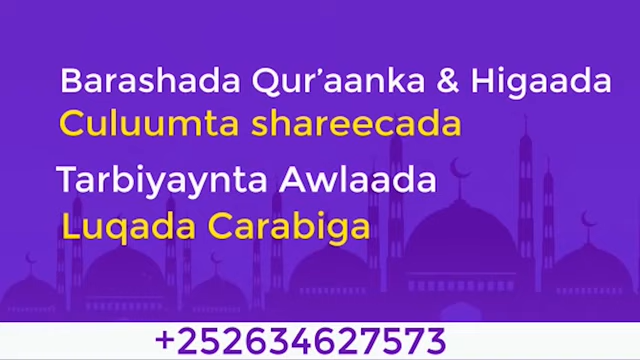 Barashada Qur’aanka & Higaada
Culuumta shareecada
Tarbiyaynta Awlaada
Luqada Carabiga
+252634627573